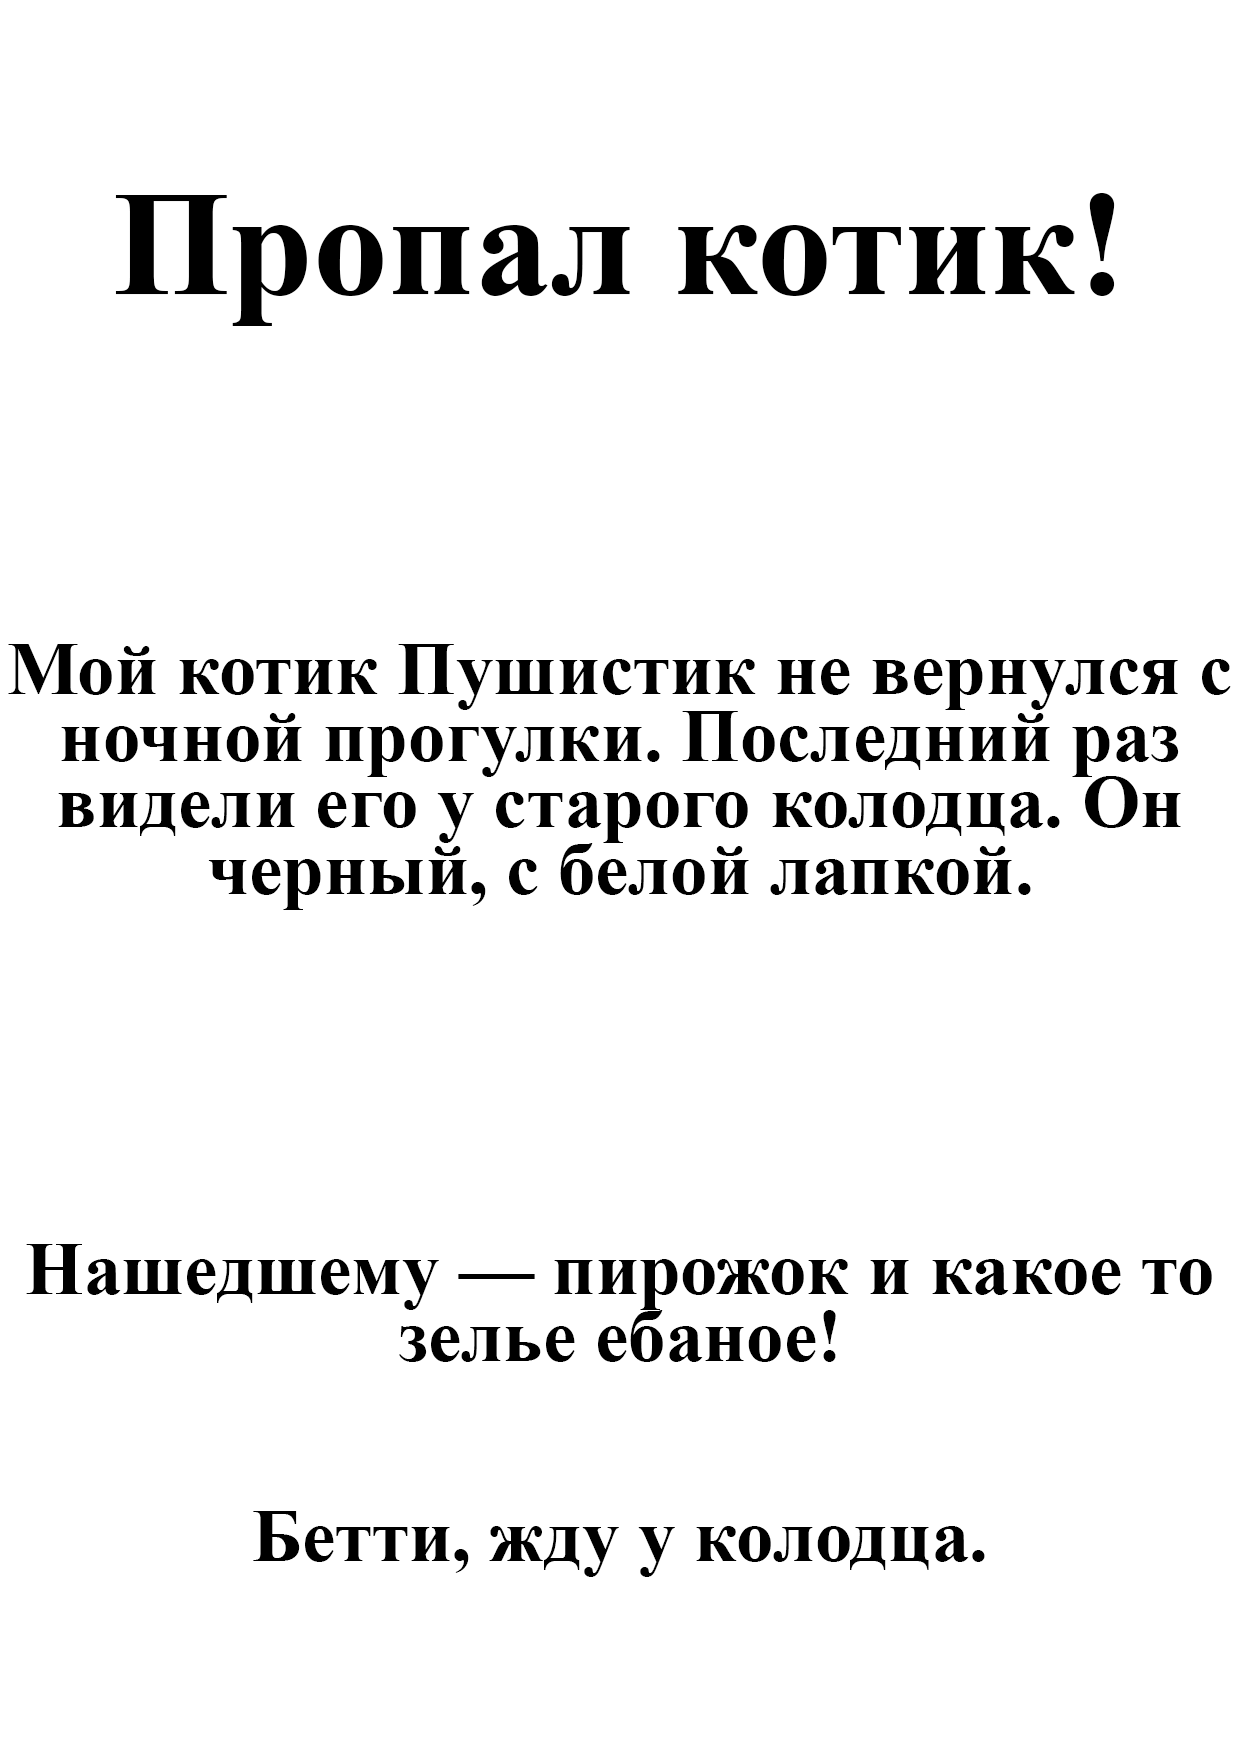 Пропал котик!
Мой котик Пушистик не вернулся с
ночной прогулки. Последний раз
видели его у старого колодца. Он
черный, с белой лапкой.
Нашедшему — пирожок и какое то
зелье ебаное!
Бетти, жду у колодца.